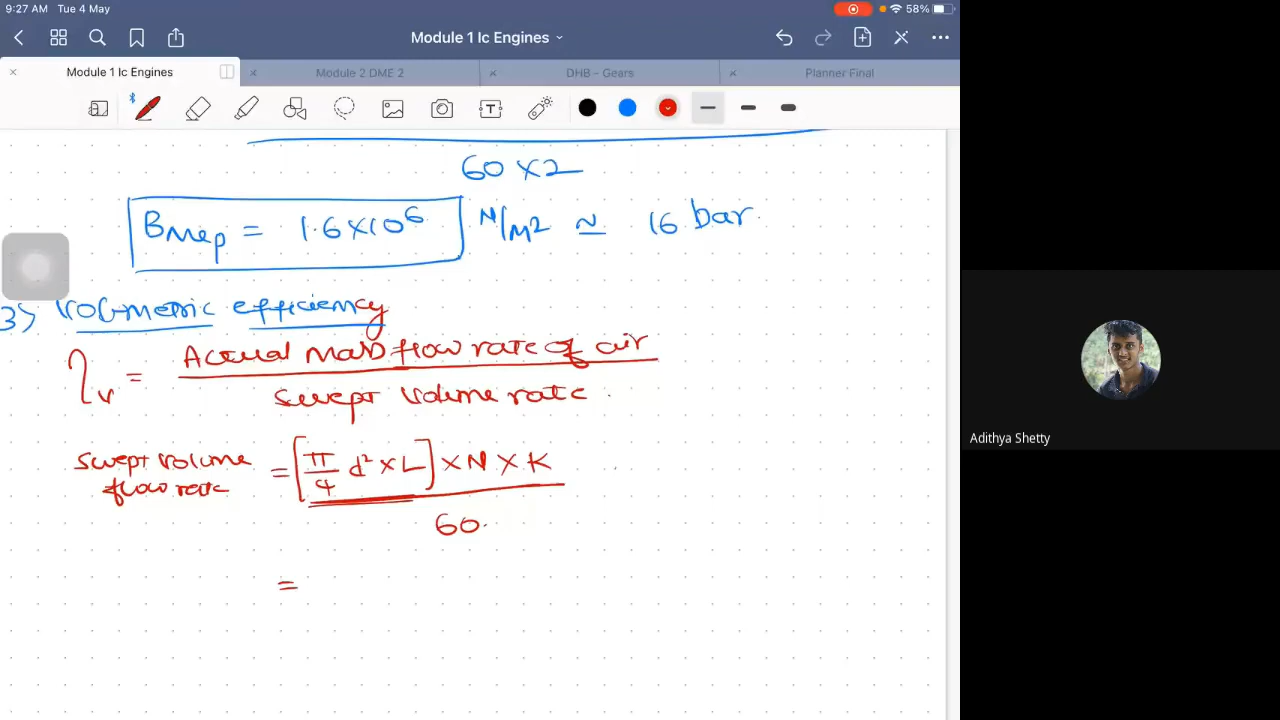 9:27 AM Tue 4 May 58%
Module 1 Ic Engines
Module 1 Ic Engines Module 2 DME 2 DHB - Gears Planner Final
60 × 2
Bmep = 1.6×10⁶ N/m2 ≃ 16 bar
3) Volumetric efficiency
ηv = Actual mass flow rate of air
swept volume rate
swept volume = [π/4 d² × L] × N × K
flow rate
60
=
Adithya Shetty